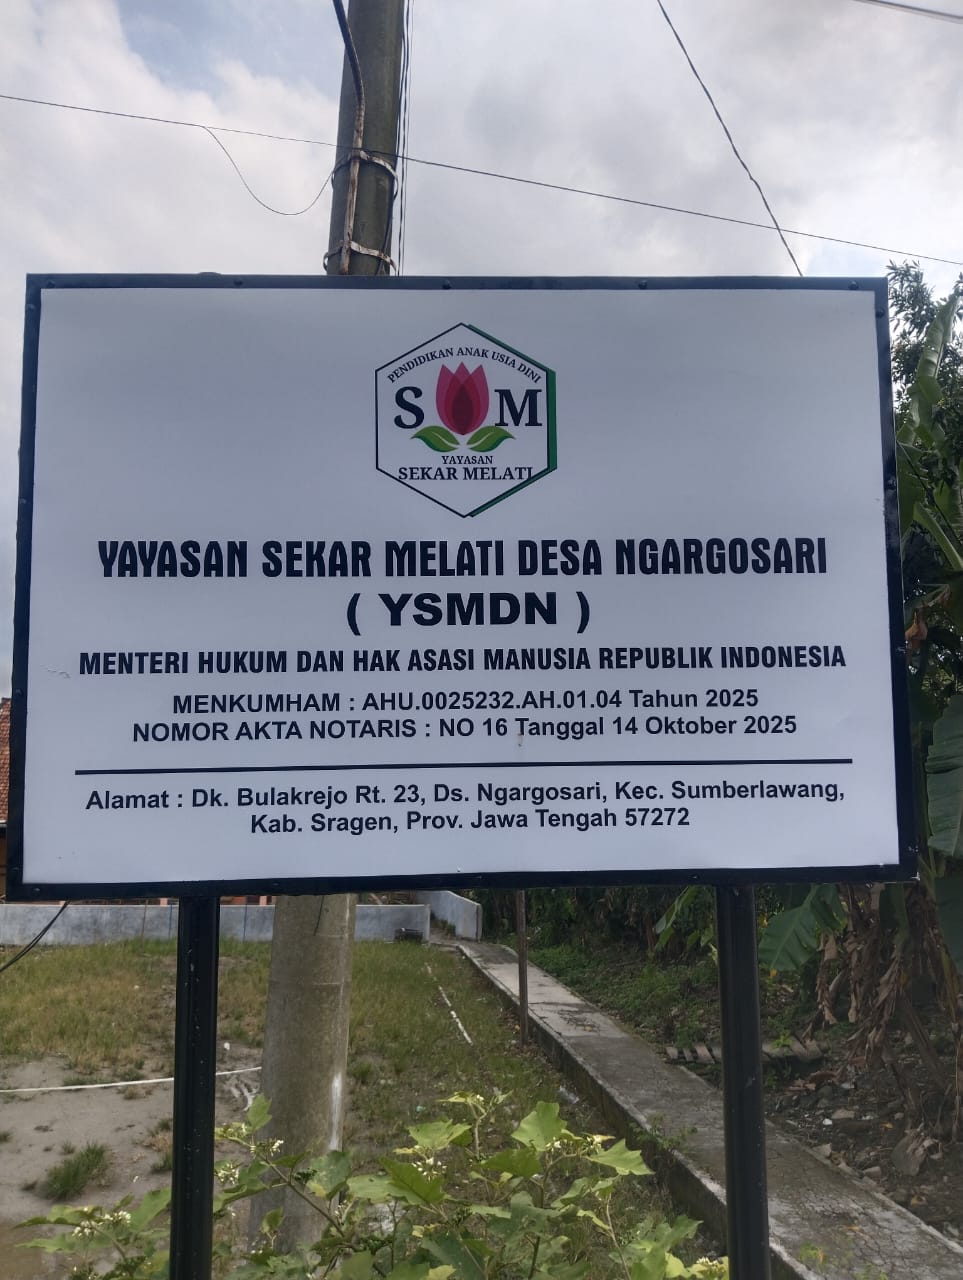 PENDIDIKAN ANAK USIA DINI
S M
YAYASAN
SEKAR MELATI
YAYASAN SEKAR MELATI DESA NGARGOSARI
( YSMDN )
MENTERI HUKUM DAN HAK ASASI MANUSIA REPUBLIK INDONESIA
MENKUMHAM : AHU.0025232.AH.01.04 Tahun 2025
NOMOR AKTA NOTARIS : NO 16 Tanggal 14 Oktober 2025
Alamat : Dk. Bulakrejo Rt. 23, Ds. Ngargosari, Kec. Sumberlawang,
Kab. Sragen, Prov. Jawa Tengah 57272